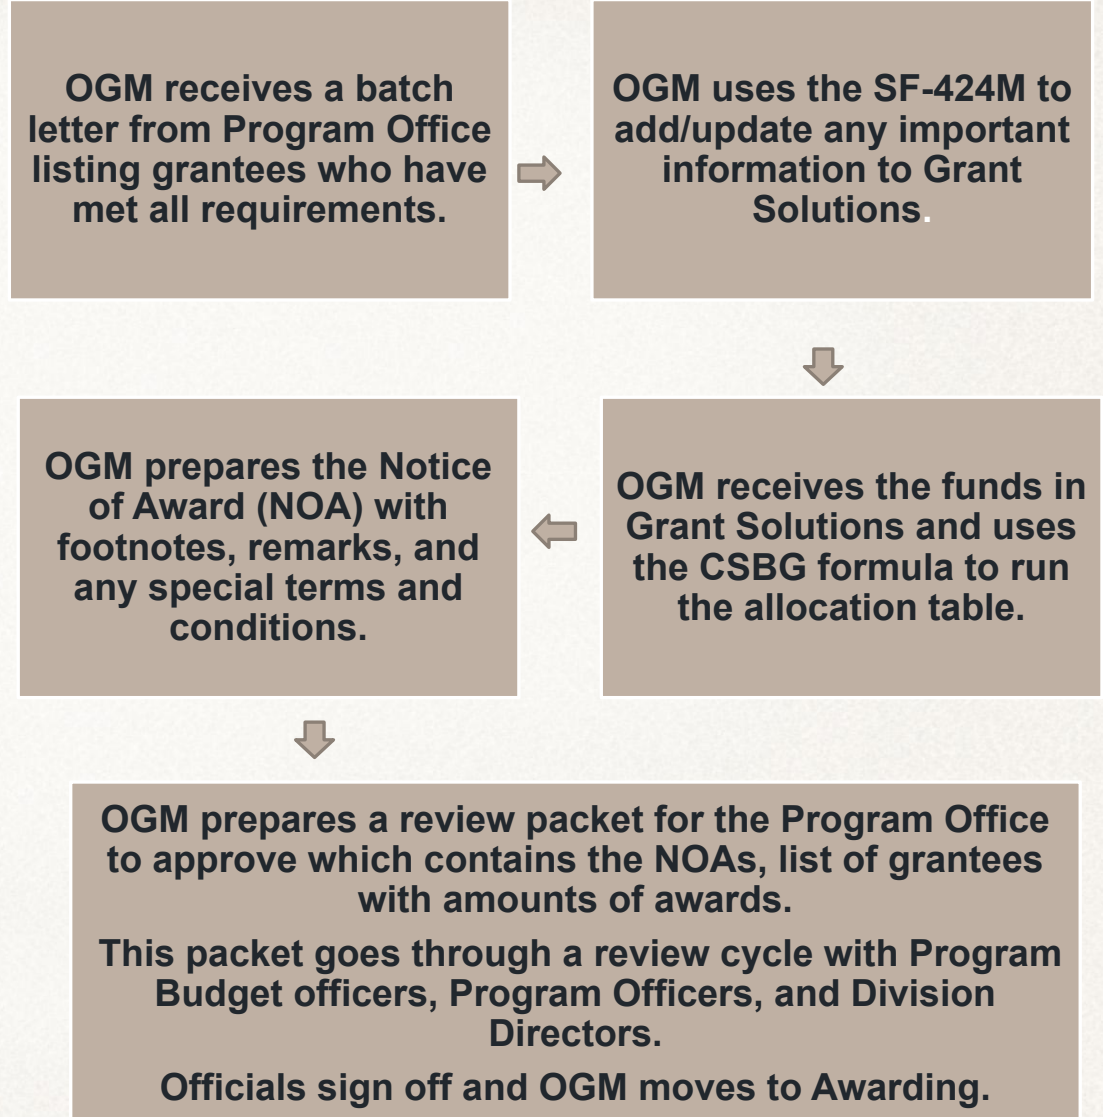 OGM receives a batch
letter from Program Office
listing grantees who have
met all requirements.
OGM uses the SF-424M to
add/update any important
information to Grant
Solutions.
OGM receives the funds in
Grant Solutions and uses
the CSBG formula to run
the allocation table.
OGM prepares the Notice
of Award (NOA) with
footnotes, remarks, and
any special terms and
conditions.
OGM prepares a review packet for the Program Office
to approve which contains the NOAs, list of grantees
with amounts of awards.
This packet goes through a review cycle with Program
Budget officers, Program Officers, and Division
Directors.
Officials sign off and OGM moves to Awarding.